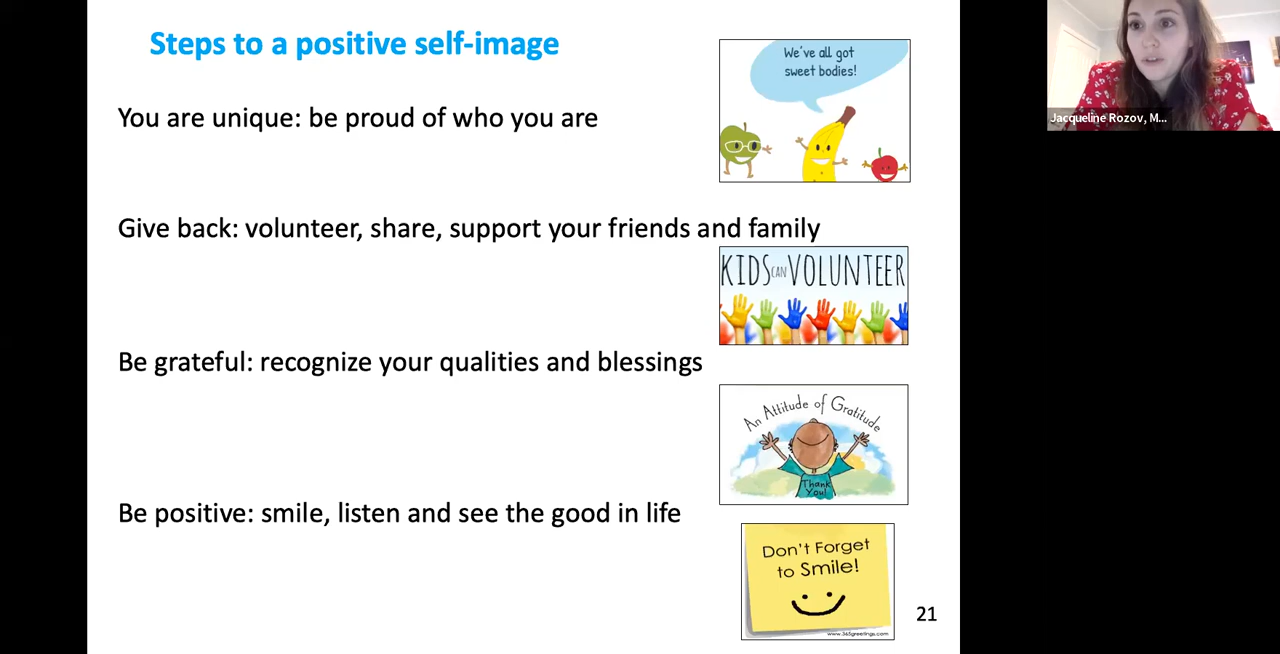 Steps to a positive self-image
We've all got
sweet bodies!
You are unique: be proud of who you are
Jacqueline Rozov, M...
Give back: volunteer, share, support your friends and family
KIDS CAN VOLUNTEER
Be grateful: recognize your qualities and blessings
An Attitude of Gratitude
Thank
You!
Be positive: smile, listen and see the good in life
Don't Forget
to Smile!
www.365greetings.com
21